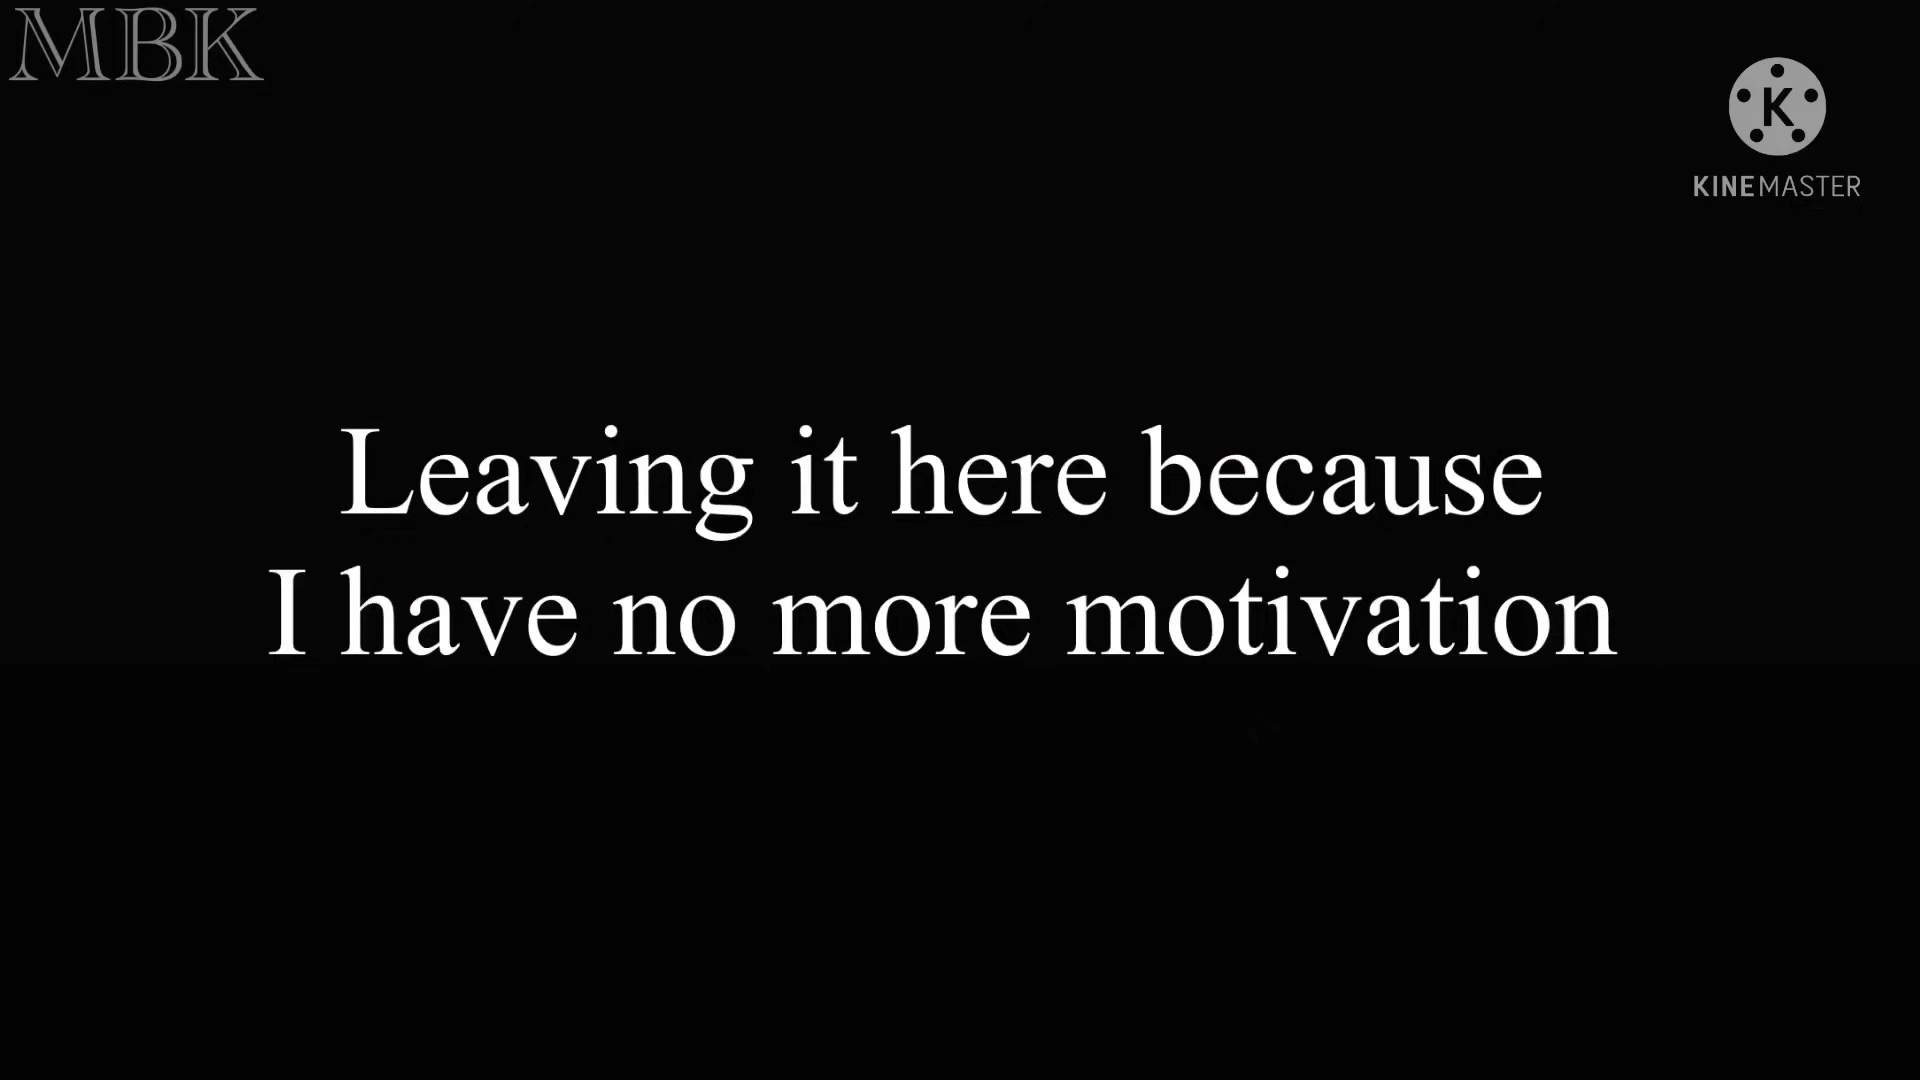 MBK
K
KINEMASTER
Leaving it here because
I have no more motivation